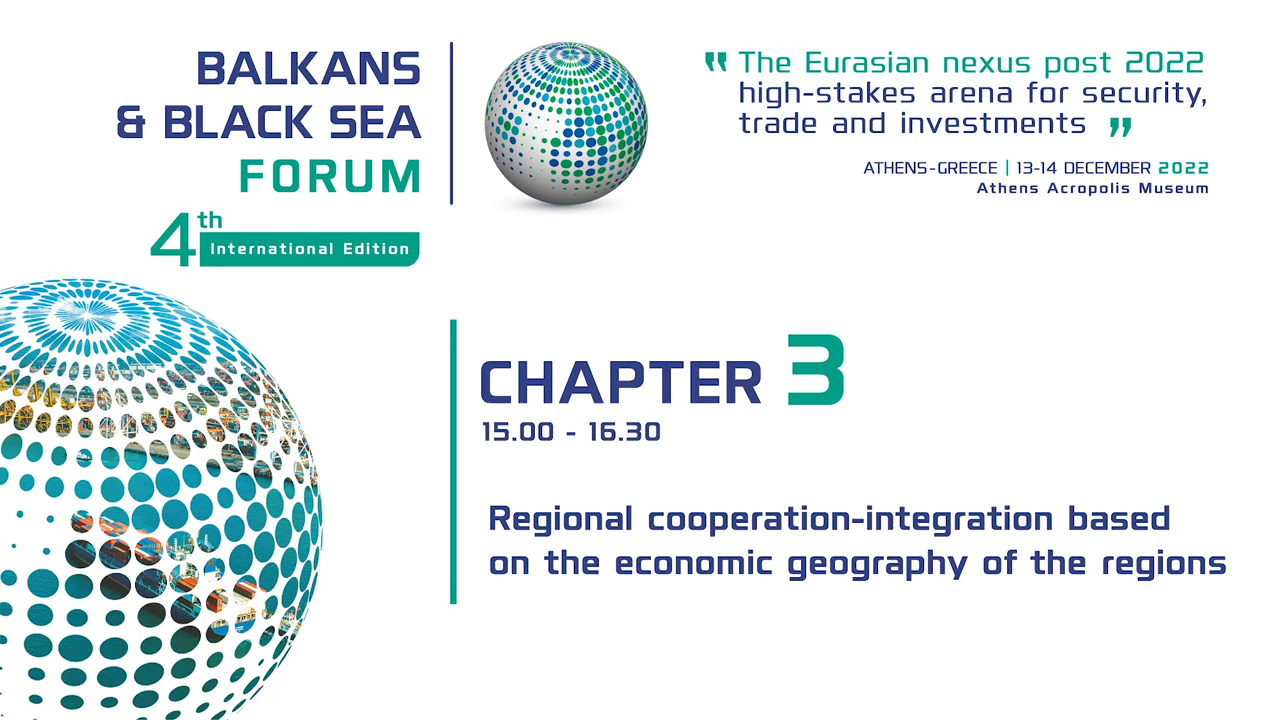 BALKANS
& BLACK SEA
FORUM
4th
International Edition
" The Eurasian nexus post 2022
high-stakes arena for security,
trade and investments "
ATHENS-GREECE | 13-14 DECEMBER 2022
Athens Acropolis Museum
CHAPTER 3
15.00 - 16.30
Regional cooperation-integration based
on the economic geography of the regions